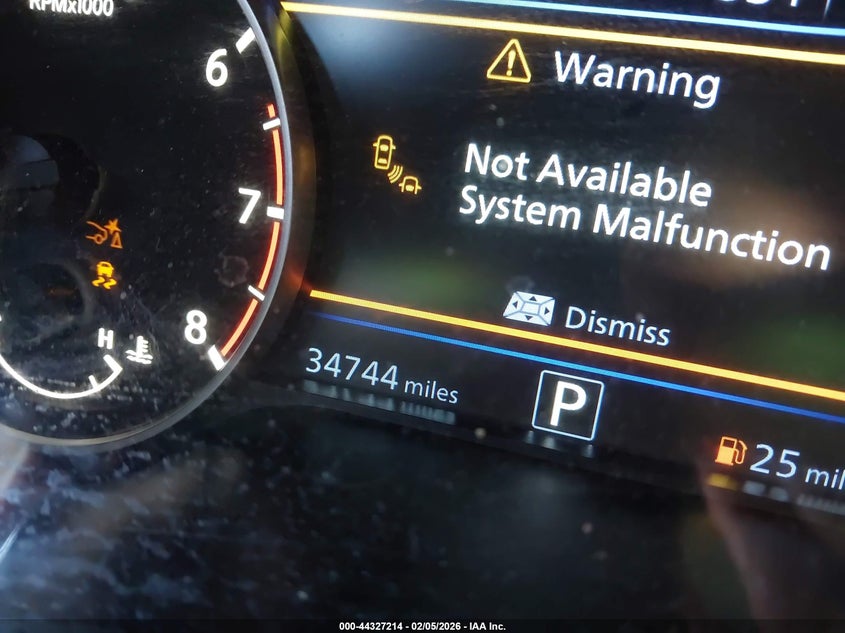 RPMx1000
6
Warning
Not Available
System Malfunction
7
8
H
Dismiss
34744 miles
P
25 mil
000-44327214 - 02/05/2026 - IAA Inc.